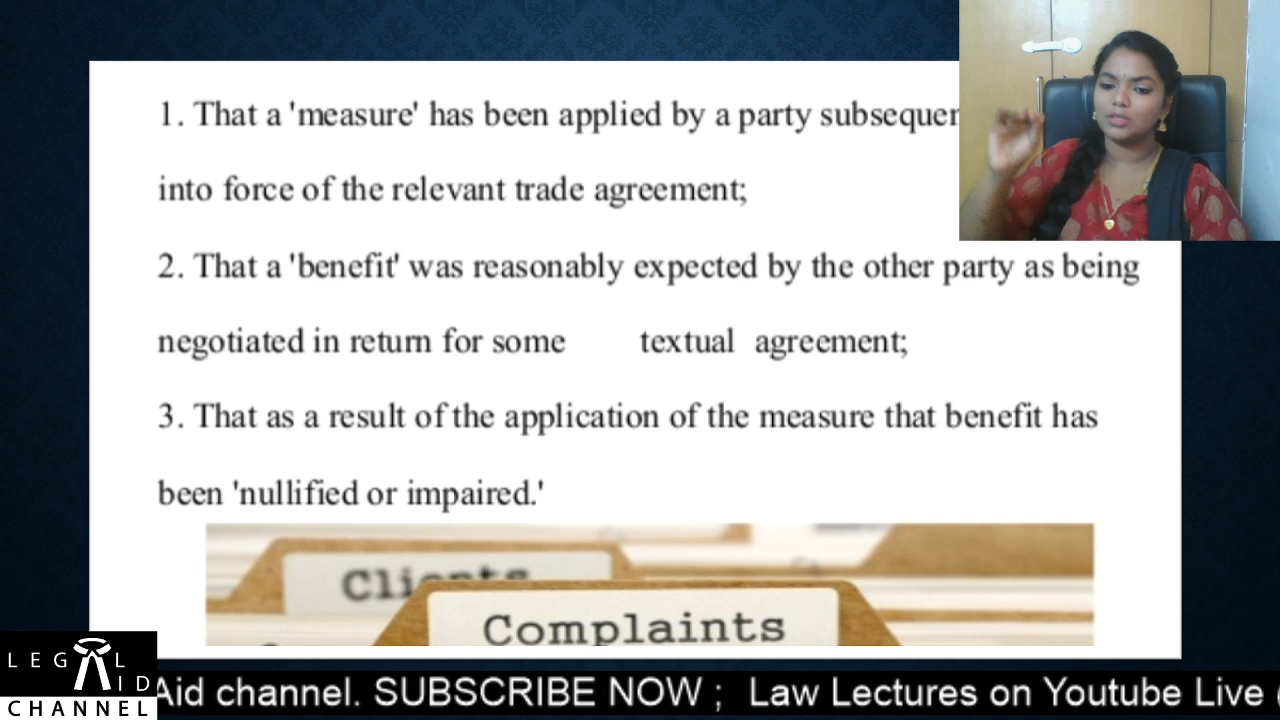 1. That a 'measure' has been applied by a party
into force of the relevant trade agreement;
2. That a 'benefit' was reasonably expected by the other party as being
negotiated in return for some textual agreement;
3. That as a result of the application of the measure that benefit has
been 'nullified or impaired.'
Clients
Complaints
LEGAL
AID
CHANNEL
Aid channel. SUBSCRIBE NOW ; Law Lectures on Youtube Live